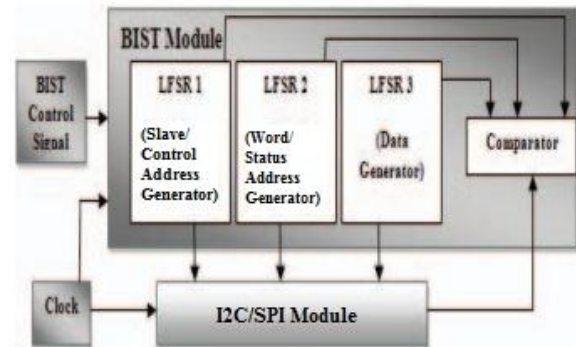 BIST Module
BIST
Control
Signal
LFSR 1
(Slave/
Control
Address
Generator)
LFSR 2
(Word/
Status
Address
Generator)
LFSR 3
(Data
Generator)
Comparator
Clock
I2C/SPI Module